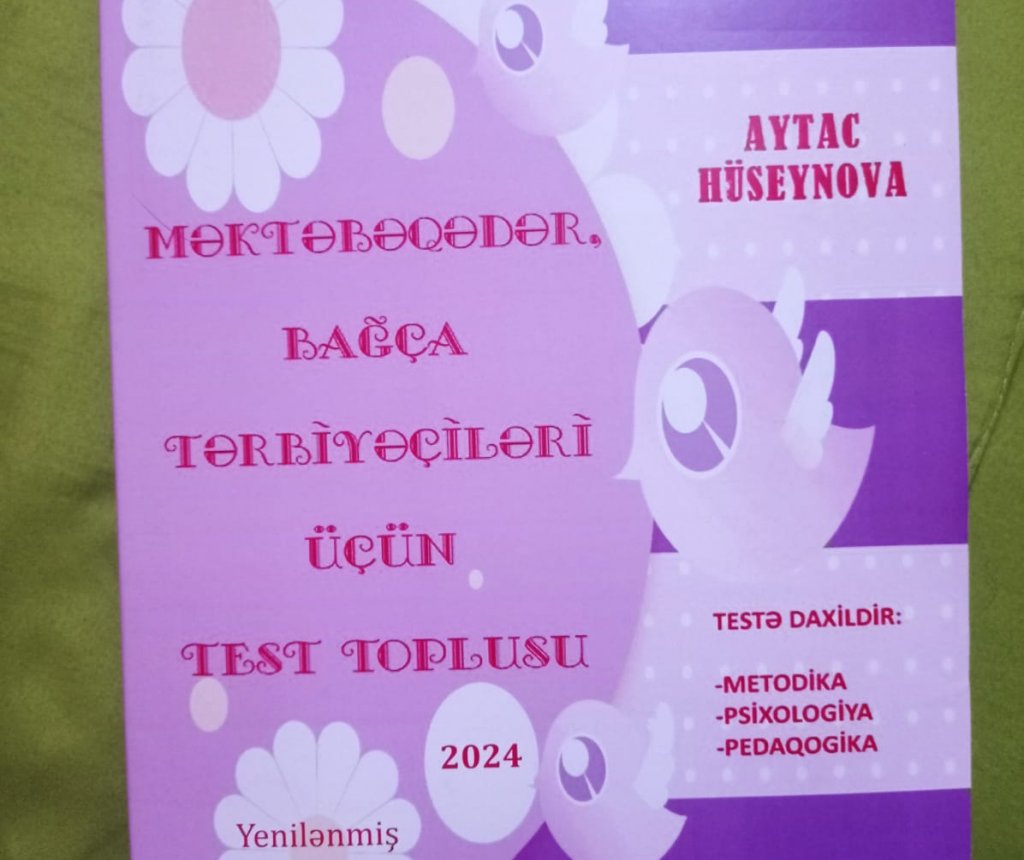 AYTAC
HÜSEYNOVA
MƏKTƏBƏQƏDƏR,
BAĞÇA
TƏRBİYƏÇİLƏRİ
ÜÇÜN
TEST TOPLUSU
TESTƏ DAXİLDİR:
-METODİKA
-PSİXOLOGİYA
-PEDAQOGİKA
2024
Yenilənmiş